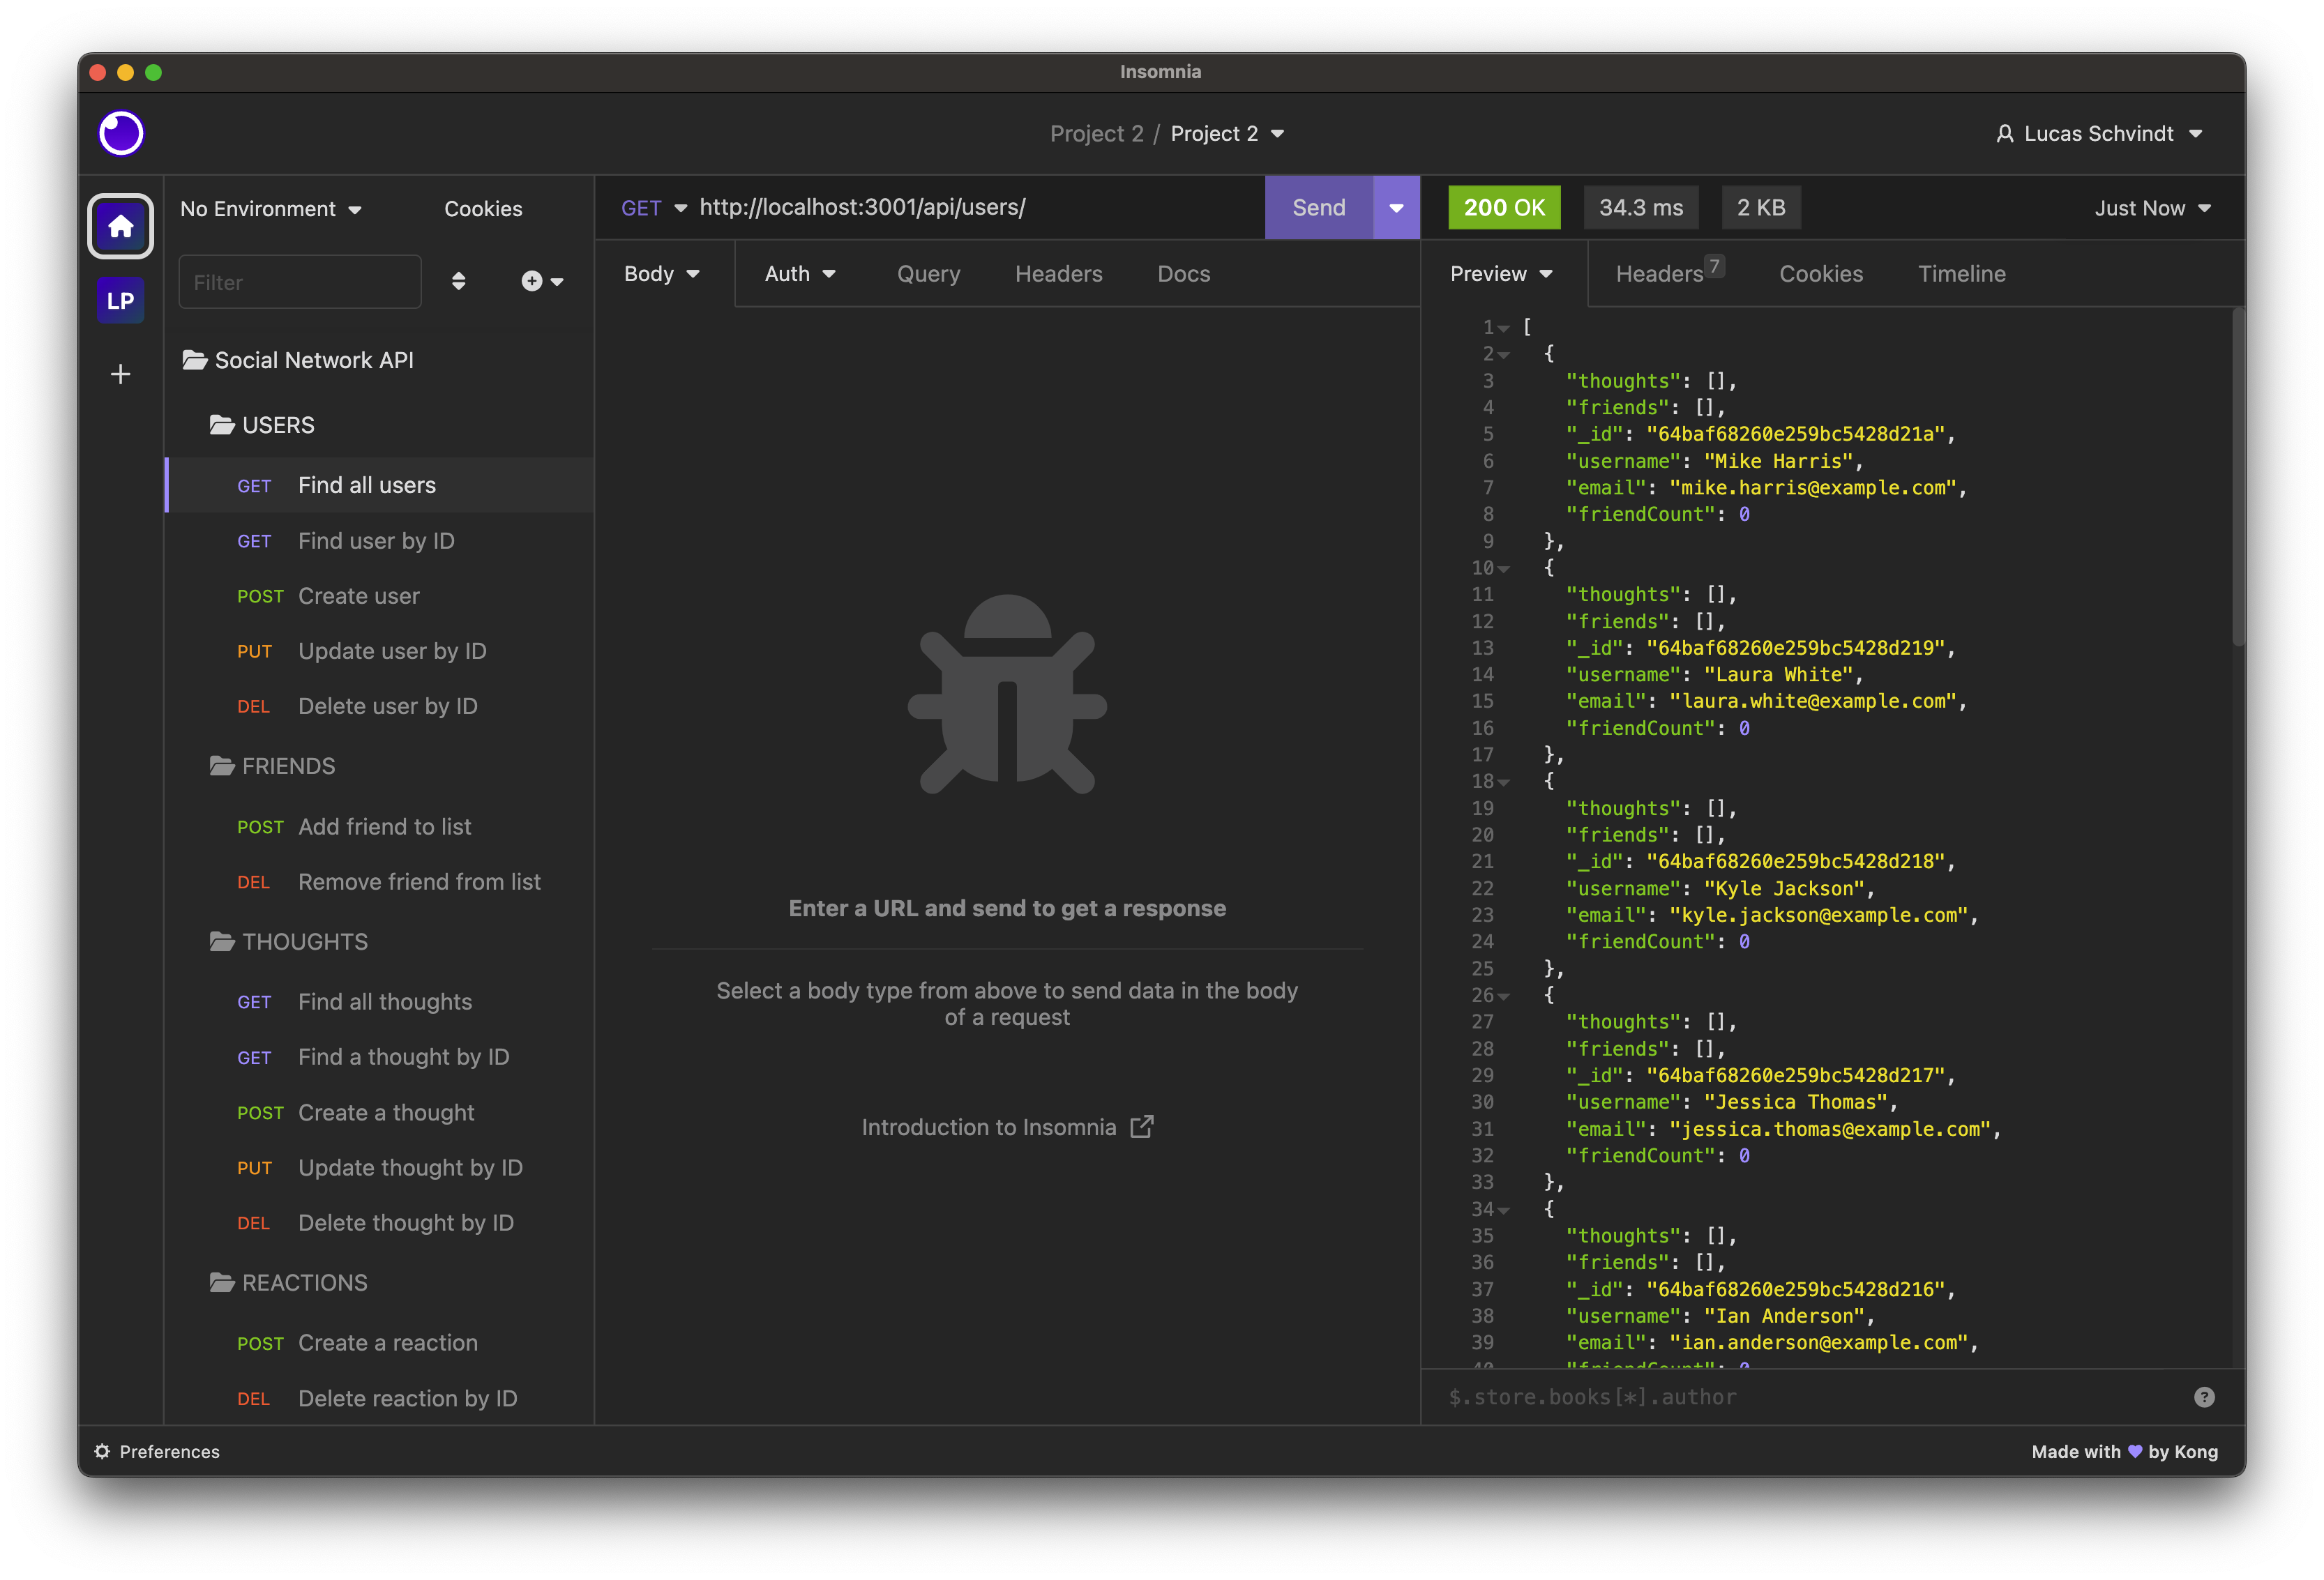 Insomnia
Project 2 / Project 2
Lucas Schvindt
LP
No Environment
Cookies
Filter
Social Network API
USERS
GET Find all users
GET Find user by ID
POST Create user
PUT Update user by ID
DEL Delete user by ID
FRIENDS
POST Add friend to list
DEL Remove friend from list
THOUGHTS
GET Find all thoughts
GET Find a thought by ID
POST Create a thought
PUT Update thought by ID
DEL Delete thought by ID
REACTIONS
POST Create a reaction
DEL Delete reaction by ID
GET http://localhost:3001/api/users/ Send
Body Auth Query Headers Docs
Enter a URL and send to get a response
Select a body type from above to send data in the body
of a request
Introduction to Insomnia
200 OK 34.3 ms 2 KB Just Now
Preview Headers 7 Cookies Timeline
1 [
2 {
3 "thoughts": [],
4 "friends": [],
5 "_id": "64baf68260e259bc5428d21a",
6 "username": "Mike Harris",
7 "email": "mike.harris@example.com",
8 "friendCount": 0
9 },
10 {
11 "thoughts": [],
12 "friends": [],
13 "_id": "64baf68260e259bc5428d219",
14 "username": "Laura White",
15 "email": "laura.white@example.com",
16 "friendCount": 0
17 },
18 {
19 "thoughts": [],
20 "friends": [],
21 "_id": "64baf68260e259bc5428d218",
22 "username": "Kyle Jackson",
23 "email": "kyle.jackson@example.com",
24 "friendCount": 0
25 },
26 {
27 "thoughts": [],
28 "friends": [],
29 "_id": "64baf68260e259bc5428d217",
30 "username": "Jessica Thomas",
31 "email": "jessica.thomas@example.com",
32 "friendCount": 0
33 },
34 {
35 "thoughts": [],
36 "friends": [],
37 "_id": "64baf68260e259bc5428d216",
38 "username": "Ian Anderson",
39 "email": "ian.anderson@example.com",
40 "friendCount": 0
$.store.books[*].author
Preferences
Made with 💜 by Kong